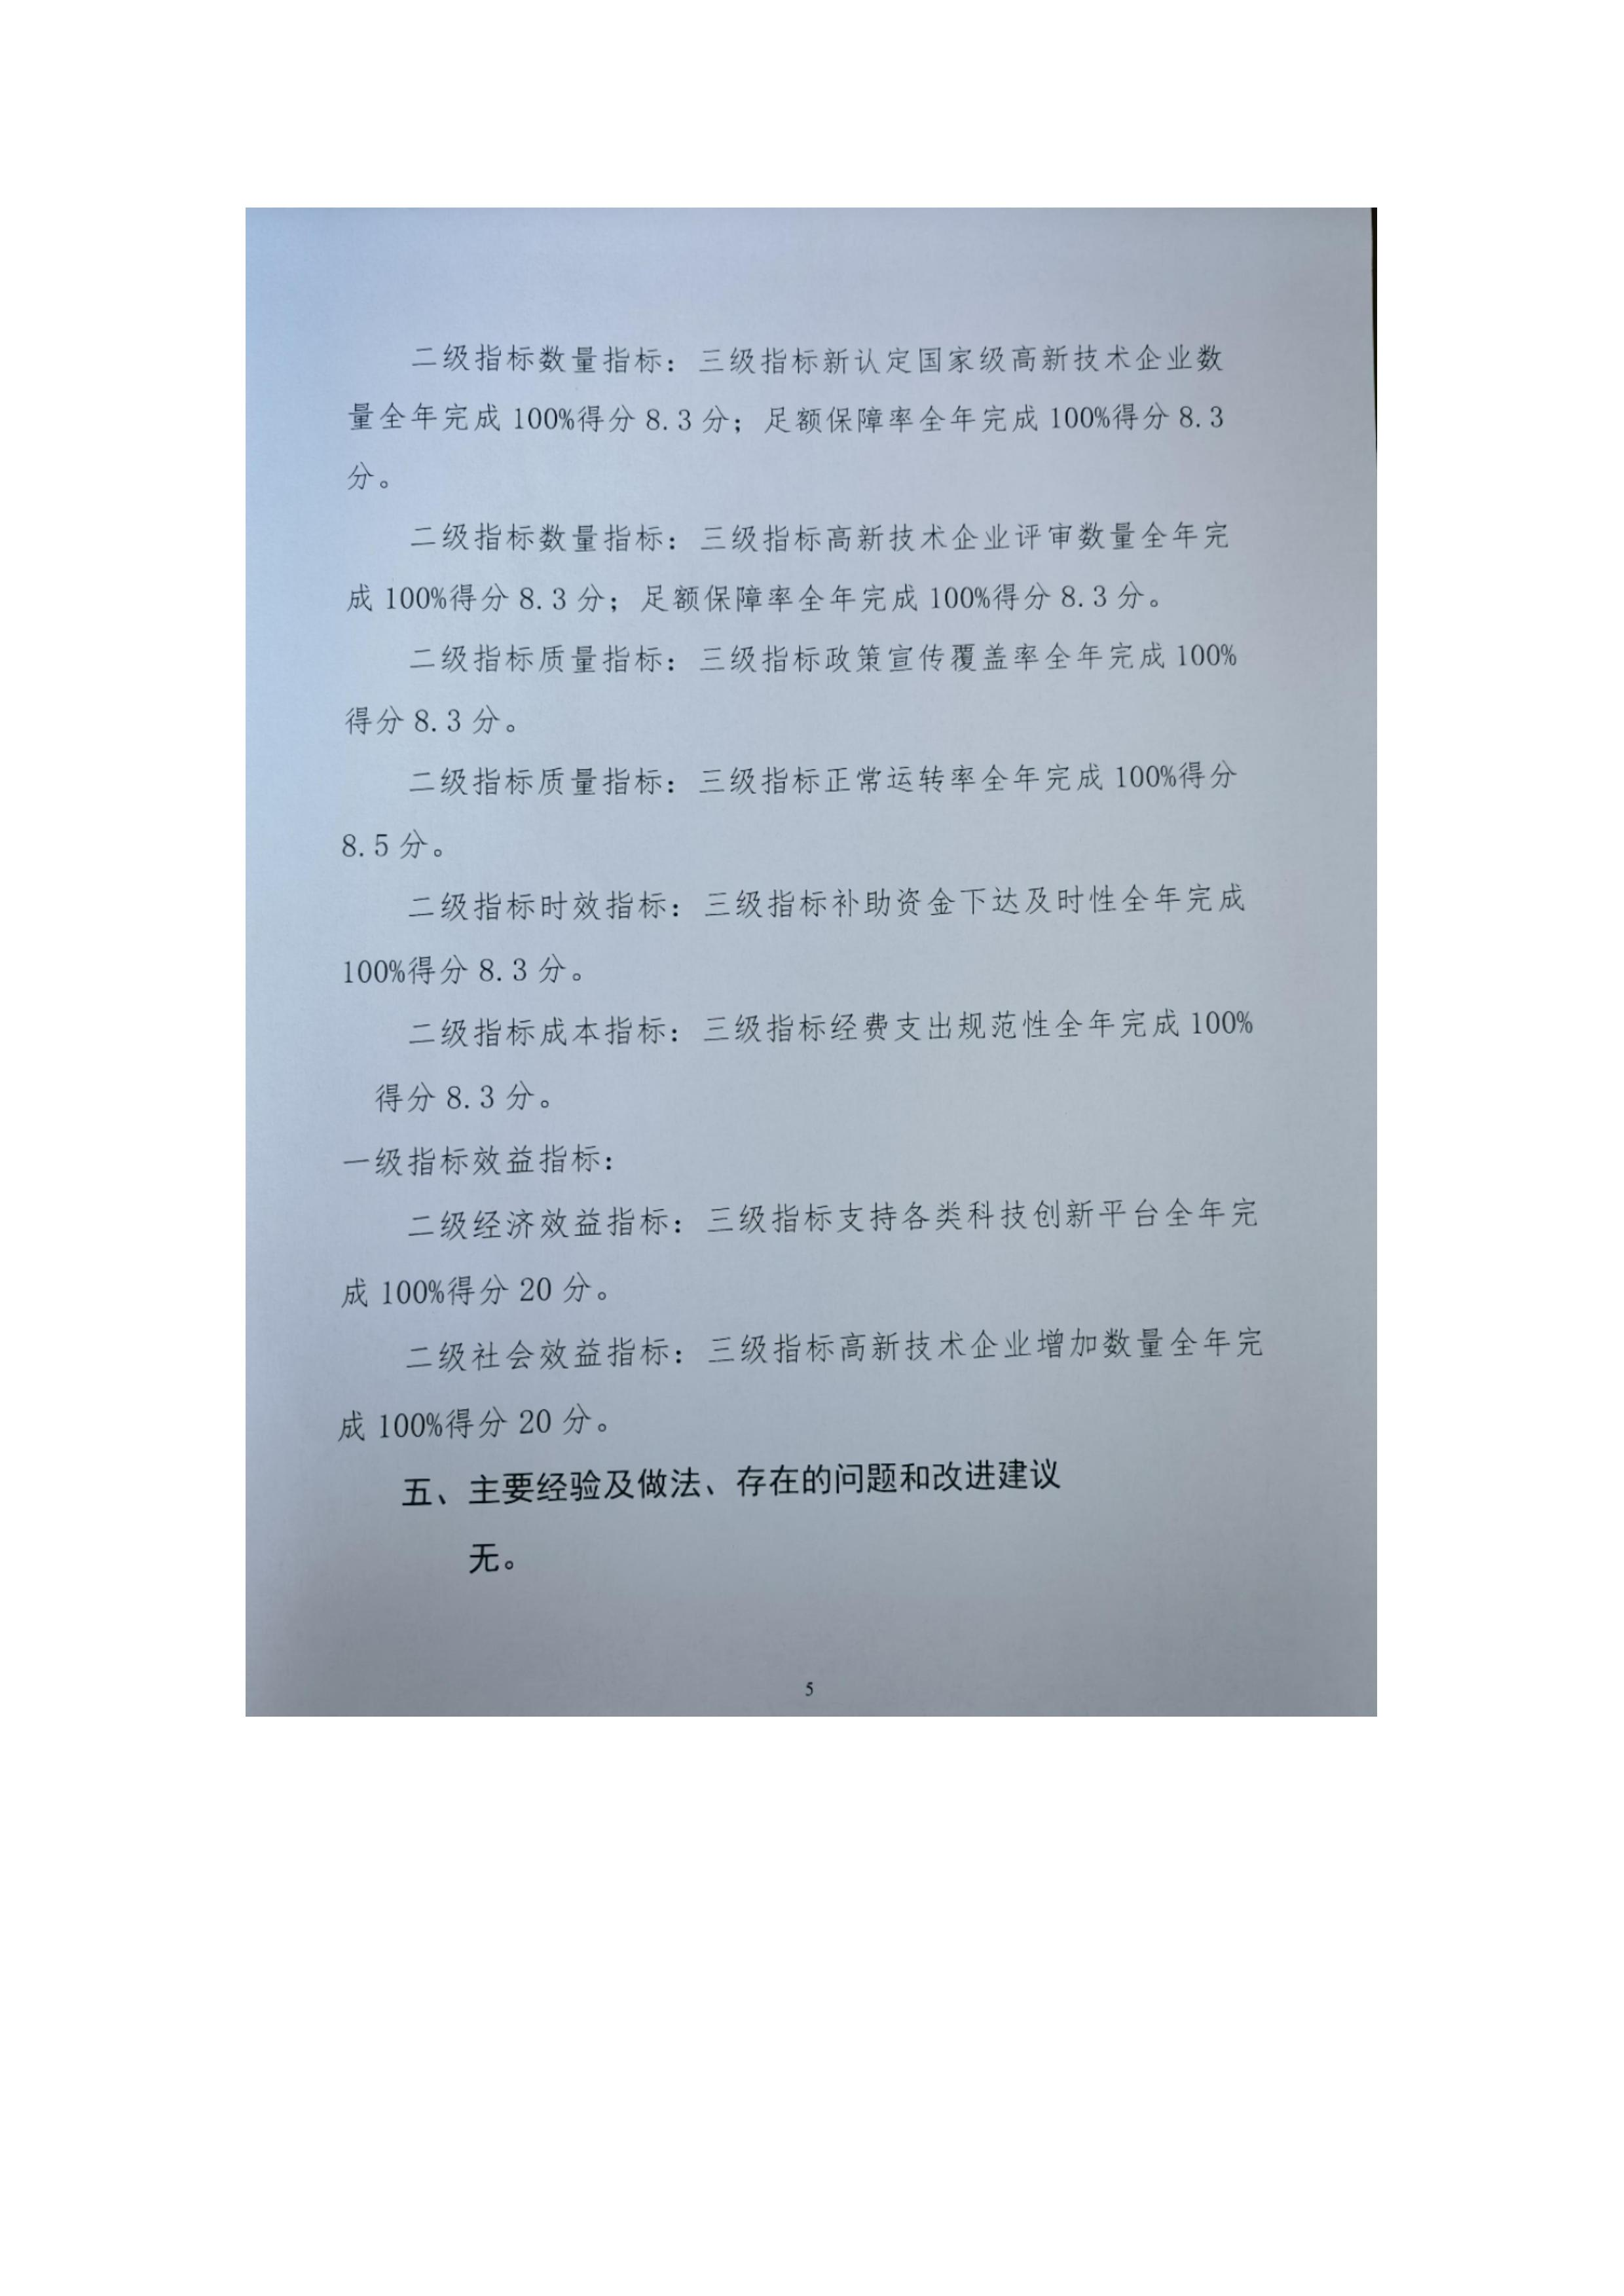 二级指标数量指标：三级指标新认定国家级高新技术企业数
量全年完成 100%得分 8.3 分；足额保障率全年完成 100%得分 8.3
分。
二级指标数量指标：三级指标高新技术企业评审数量全年完
成 100%得分 8.3 分；足额保障率全年完成 100%得分 8.3 分。
二级指标质量指标：三级指标政策宣传覆盖率全年完成 100%
得分 8.3 分。
二级指标质量指标：三级指标正常运转率全年完成 100%得分
8.5 分。
二级指标时效指标：三级指标补助资金下达及时性全年完成
100%得分 8.3 分。
二级指标成本指标：三级指标经费支出规范性全年完成 100%
得分 8.3 分。
一级指标效益指标：
二级经济效益指标：三级指标支持各类科技创新平台全年完
成 100%得分 20 分。
二级社会效益指标：三级指标高新技术企业增加数量全年完
成 100%得分 20 分。
五、主要经验及做法、存在的问题和改进建议
无。
5